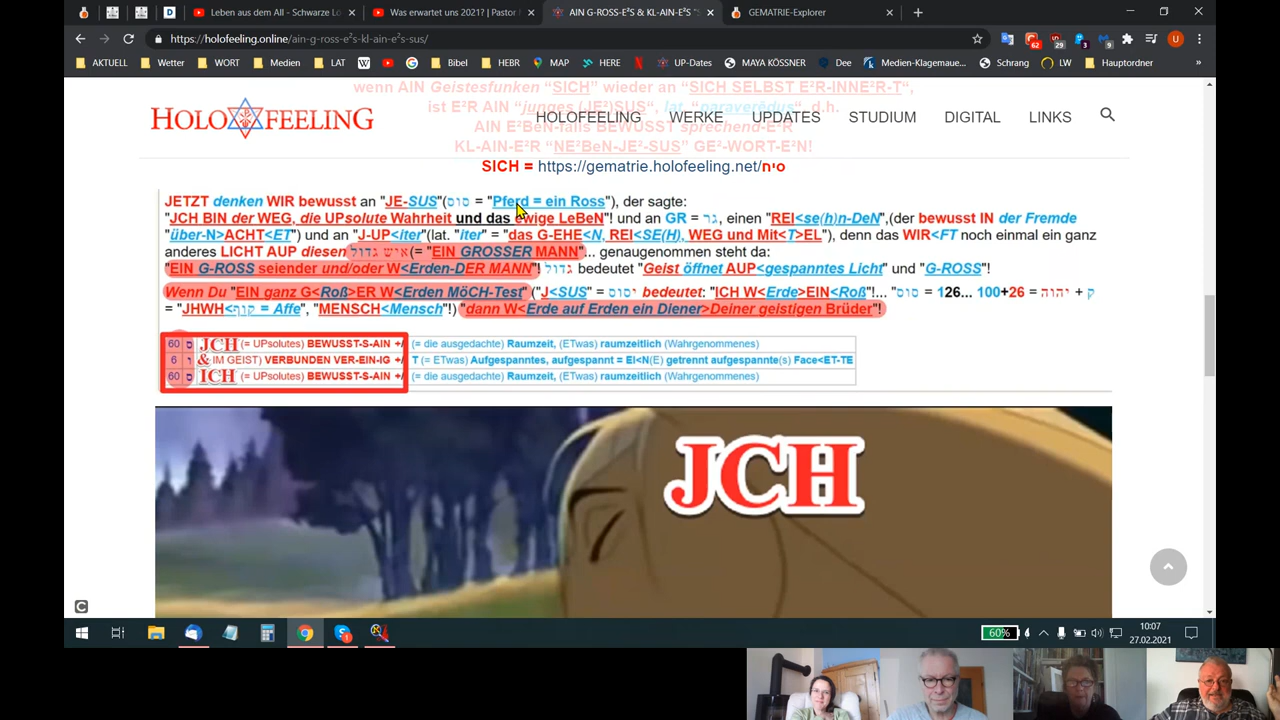 Leben aus dem All - Schwarze Lo
Was erwartet uns 2021? | Pastor
AIN G-ROSS-E²S & KL-AIN-E²S "S
GEMATRIE-Explorer
https://holofeeling.online/ain-g-ross-e²s-kl-ain-e²s-sus/
AKTUELL Wetter WORT Medien LAT Bibel HEBR MAP HERE UP-Dates MAYA KÖSSNER Dee Medien-Klagemaue... Schrang LW Hauptordner
wenn AIN Geistesfunken “SICH” wieder an “SICH SELBST E²R-INNE²R-T“,
ist E²R AIN “junges (JE²)SUS“, lat. “paraverēdus“, d.h.
AIN E²BeN-falls BEWUSST sprechend-E²R
KL-AIN-E²R “NE²BeN-JE²-SUS” GE²-WORT-E²N!
HOLOFEELING
HOLOFEELING WERKE UPDATES STUDIUM DIGITAL LINKS
SICH = https://gematrie.holofeeling.net/סיח
JETZT denken WIR bewusst an "JE-SUS"(סוס = "Pferd = ein Ross"), der sagte:
"JCH BIN der WEG, die UPsolute Wahrheit und das ewige LeBeN"! und an GR = גר, einen "REI<se(h)n-DeN",(der bewusst IN der Fremde
"über-N>ACHT<ET") und an "J-UP<iter"(lat. "iter" = "das G-EHE<N, REI<SE(H), WEG und Mit<T>EL"), denn das WIR<FT noch einmal ein ganz
anderes LICHT AUP diesen איש גדול(= "EIN GROSSER MANN"... genaugenommen steht da:
"EIN G-ROSS seiender und/oder W<Erden-DER MANN"! גדול bedeutet "Geist öffnet AUP<gespanntes Licht" und "G-ROSS"!
Wenn Du "EIN ganz G<Roß>ER W<Erden MöCH-Test" ("J<SUS" = יסוס bedeutet: "ICH W<Erde>EIN<Roß"!... "סוס = 126... 100+26 = יהוה + ק
= "JHWH<קוף = Affe", "MENSCH<Mensch"!) "dann W<Erde auf Erden ein Diener>Deiner geistigen Brüder"!
60 ס JCH (= UPsolutes) BEWUSST-S-AIN +/ (= die ausgedachte) Raumzeit, (ETwas) raumzeitlich (Wahrgenommenes)
6 ו & IM GEIST) VERBUNDEN VER-EIN-IG +/ T (= ETwas) Aufgespanntes, aufgespannt = EI<N(E) getrennt aufgespannte(s) Face<ET-TE
60 ס ICH (= UPsolutes) BEWUSST-S-AIN +/ (= die ausgedachte) Raumzeit, (ETwas) raumzeitlich (Wahrgenommenes)
JCH
60%
10:07
27.02.2021